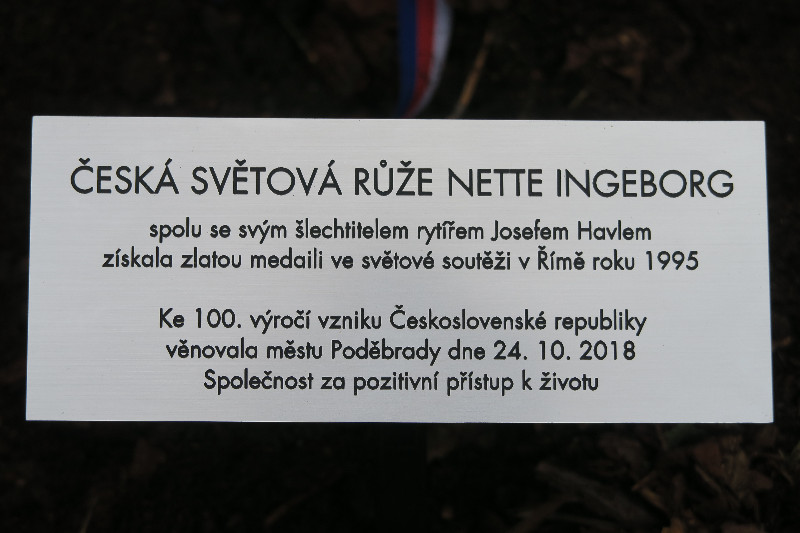 ČESKÁ SVĚTOVÁ RŮŽE NETTE INGEBORG
spolu se svým šlechtitelem rytířem Josefem Havlem
získala zlatou medaili ve světové soutěži v Římě roku 1995
Ke 100. výročí vzniku Československé republiky
věnovala městu Poděbrady dne 24. 10. 2018
Společnost za pozitivní přístup k životu